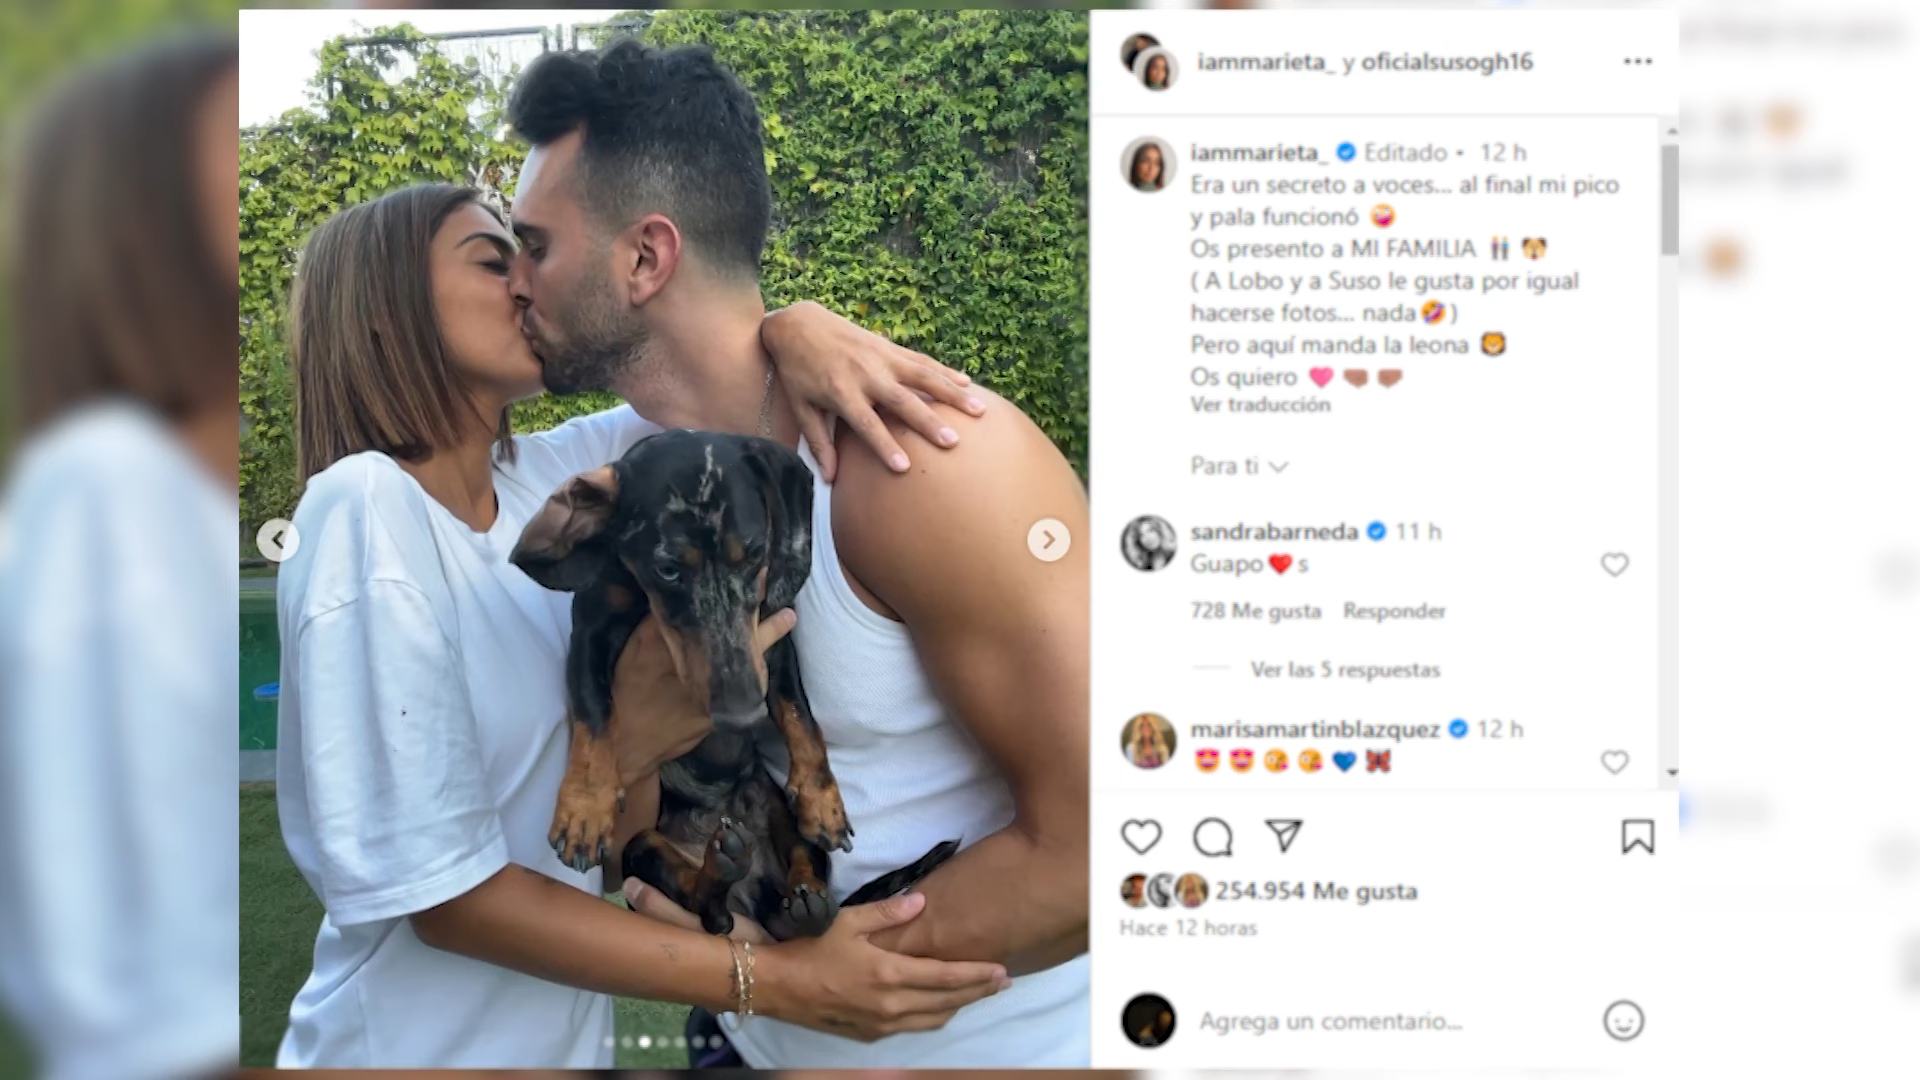 iammarieta_ y oficialsusogh16
iammarieta_ Editado • 12 h
Era un secreto a voces... al final mi pico
y pala funcionó 🤪
Os presento a MI FAMILIA 👫 🐶
( A Lobo y a Suso le gusta por igual
hacerse fotos... nada🤣)
Pero aquí manda la leona 🦁
Os quiero 🩷 🤜🏽 🤛🏽
Ver traducción
Para ti
sandrabarneda 11 h
Guapo❤️s
728 Me gusta Responder
Ver las 5 respuestas
marisamartinblazquez 12 h
😍 😍 😘 😘 💙 🦋
254.954 Me gusta
Hace 12 horas
Agrega un comentario...